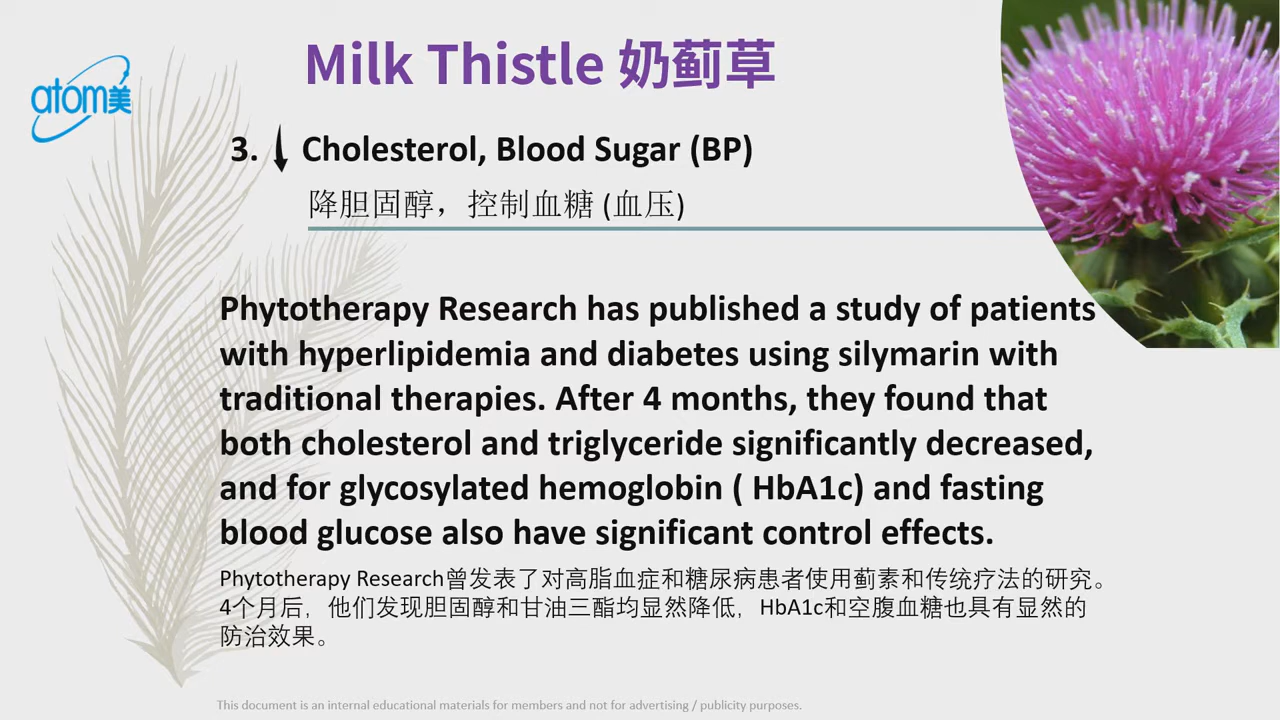 Milk Thistle 奶蓟草
atom美
3. Cholesterol, Blood Sugar (BP)
降胆固醇，控制血糖 (血压)
Phytotherapy Research has published a study of patients
with hyperlipidemia and diabetes using silymarin with
traditional therapies. After 4 months, they found that
both cholesterol and triglyceride significantly decreased,
and for glycosylated hemoglobin ( HbA1c) and fasting
blood glucose also have significant control effects.
Phytotherapy Research曾发表了对高脂血症和糖尿病患者使用蓟素和传统疗法的研究。
4个月后，他们发现胆固醇和甘油三酯均显然降低，HbA1c和空腹血糖也具有显然的
防治效果。
This document is an internal educational materials for members and not for advertising / publicity purposes.